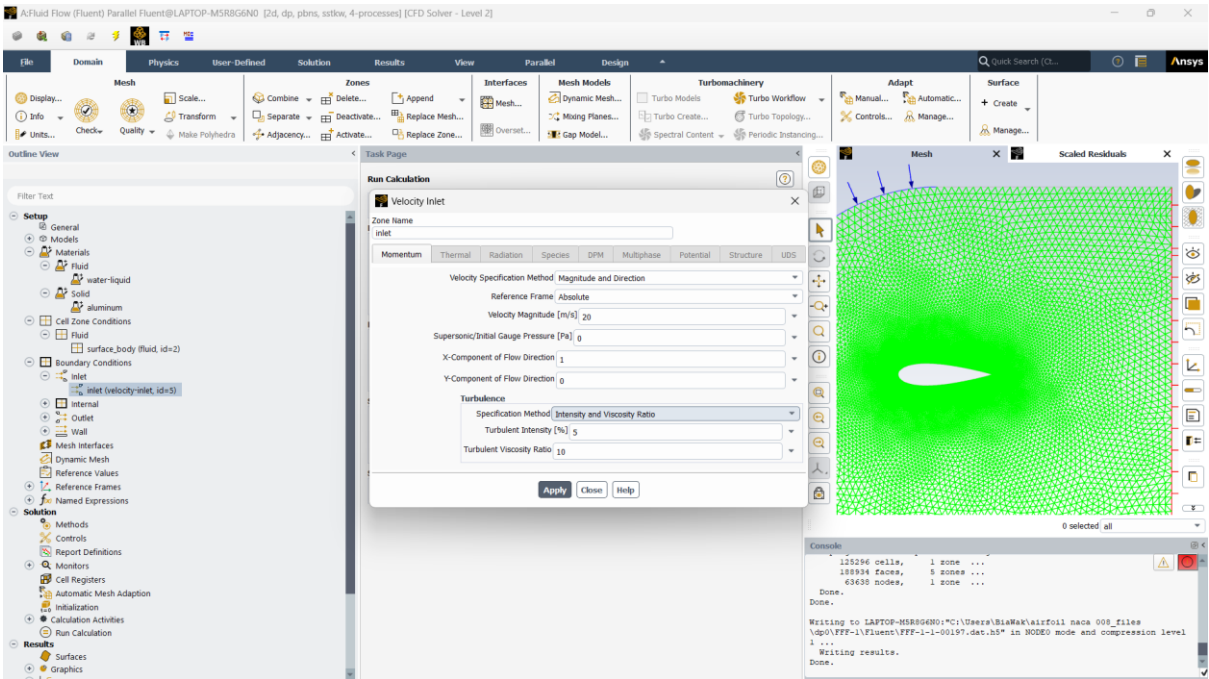 A:Fluid Flow (Fluent) Parallel Fluent@LAPTOP-M5R8G6N0 [2d, dp, pbns, sstkw, 4-processes] [CFD Solver - Level 2]
File Domain Physics User-Defined Solution Results View Parallel Design Quick Search (Ct... Ansys
Mesh
Display... Scale...
Info Transform
Units... Check Quality Make Polyhedra
Zones
Combine Delete... Append
Separate Deactivate... Replace Mesh...
Adjacency... Activate... Replace Zone...
Interfaces
Mesh...
Overset...
Mesh Models
Dynamic Mesh...
Mixing Planes...
Gap Model...
Turbomachinery
Turbo Models Turbo Workflow
Turbo Create... Turbo Topology...
Spectral Content Periodic Instancing...
Adapt
Manual... Automatic...
Controls... Manage...
Surface
+ Create
Manage...
Outline View
Filter Text
Setup
General
Models
Materials
Fluid
water-liquid
Solid
aluminum
Cell Zone Conditions
Fluid
surface_body (fluid, id=2)
Boundary Conditions
Inlet
inlet (velocity-inlet, id=5)
Internal
Outlet
Wall
Mesh Interfaces
Dynamic Mesh
Reference Values
Reference Frames
Named Expressions
Solution
Methods
Controls
Report Definitions
Monitors
Cell Registers
Automatic Mesh Adaption
Initialization
Calculation Activities
Run Calculation
Results
Surfaces
Graphics
Task Page
Run Calculation
Velocity Inlet
Zone Name
inlet
Momentum Thermal Radiation Species DPM Multiphase Potential Structure UDS
Velocity Specification Method Magnitude and Direction
Reference Frame Absolute
Velocity Magnitude [m/s] 20
Supersonic/Initial Gauge Pressure [Pa] 0
X-Component of Flow Direction 1
Y-Component of Flow Direction 0
Turbulence
Specification Method Intensity and Viscosity Ratio
Turbulent Intensity [%] 5
Turbulent Viscosity Ratio 10
Apply Close Help
Mesh Scaled Residuals
0 selected all
Console
125296 cells, 1 zone ...
188934 faces, 5 zones ...
63638 nodes, 1 zone ...
Done.
Done.
Writing to LAPTOP-M5R8G6N0:"C:\Users\BiaWak\airfoil naca 008_files
\dp0\FFF-1\Fluent\FFF-1-1-00197.dat.h5" in NODE0 mode and compression level
1 ...
Writing results.
Done.